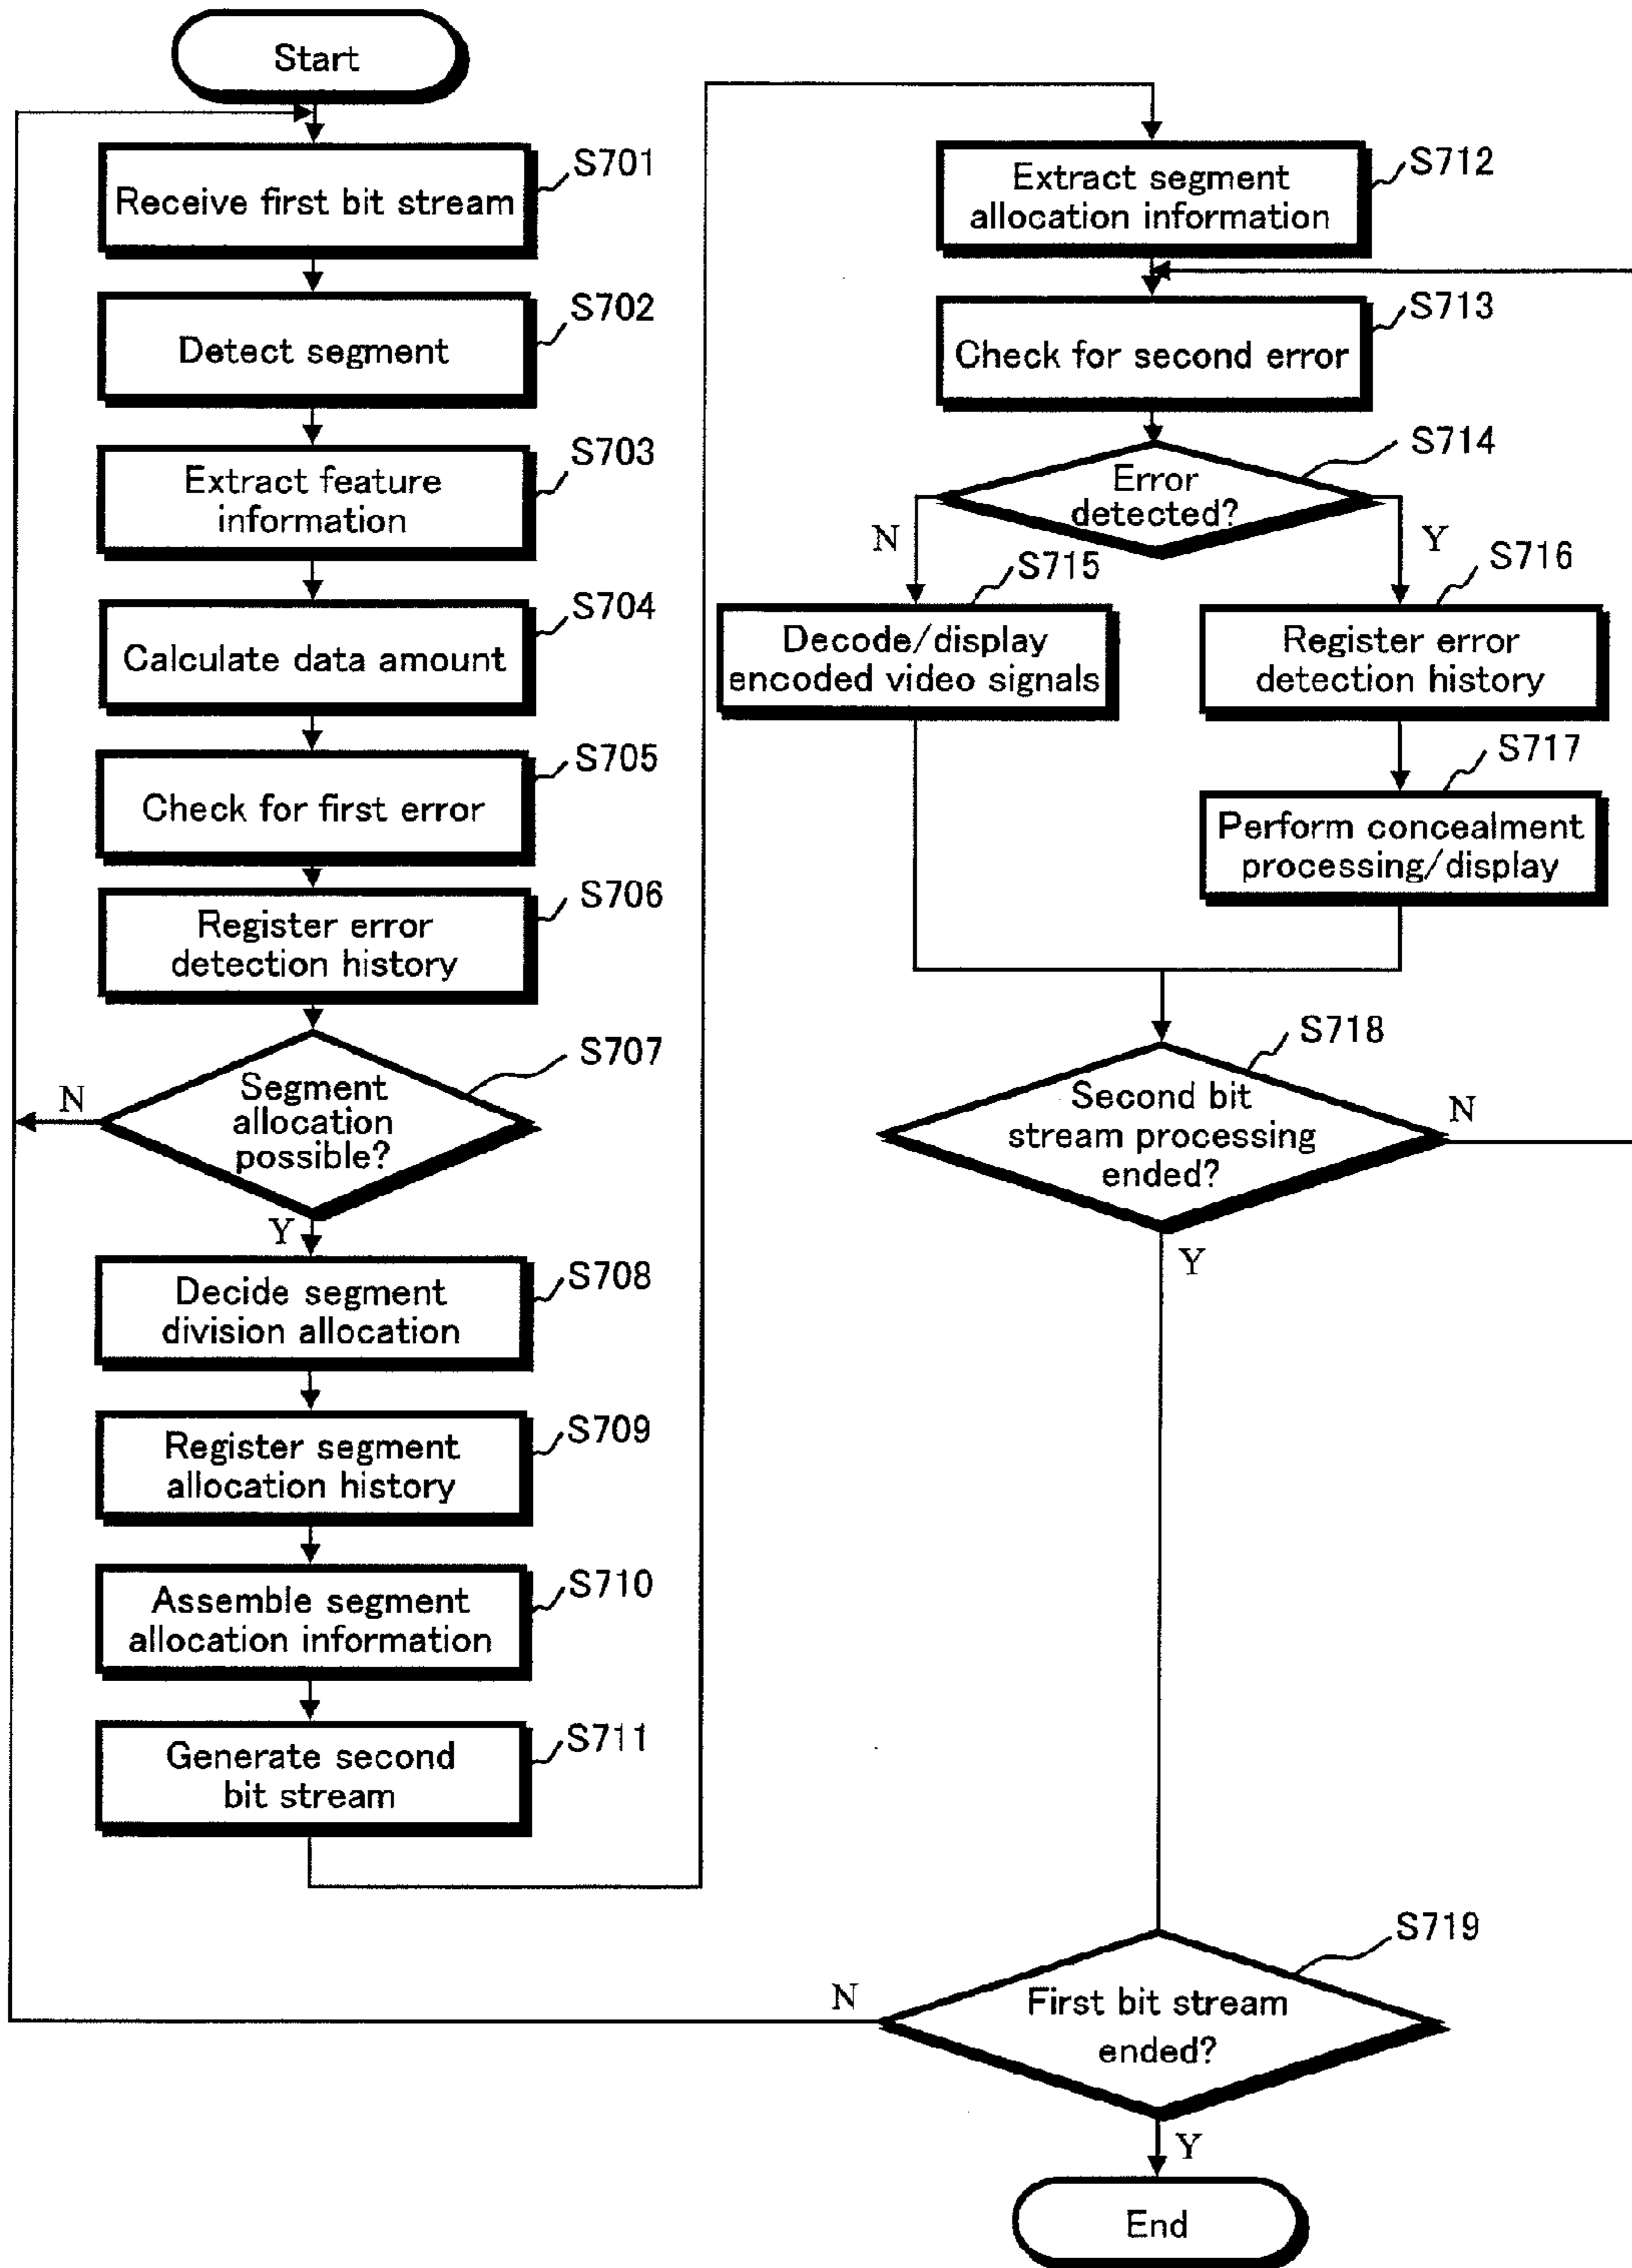 Start
S701
Receive first bit stream
S702
Detect segment
S703
Extract feature
information
S704
Calculate data amount
S705
Check for first error
S706
Register error
detection history
S707
Segment
allocation
possible?
N
Y
S708
Decide segment
division allocation
S709
Register segment
allocation history
S710
Assemble segment
allocation information
S711
Generate second
bit stream
S712
Extract segment
allocation information
S713
Check for second error
S714
Error
detected?
N
Y
S715
Decode/display
encoded video signals
S716
Register error
detection history
S717
Perform concealment
processing/display
S718
Second bit
stream processing
ended?
N
Y
S719
First bit stream
ended?
N
Y
End